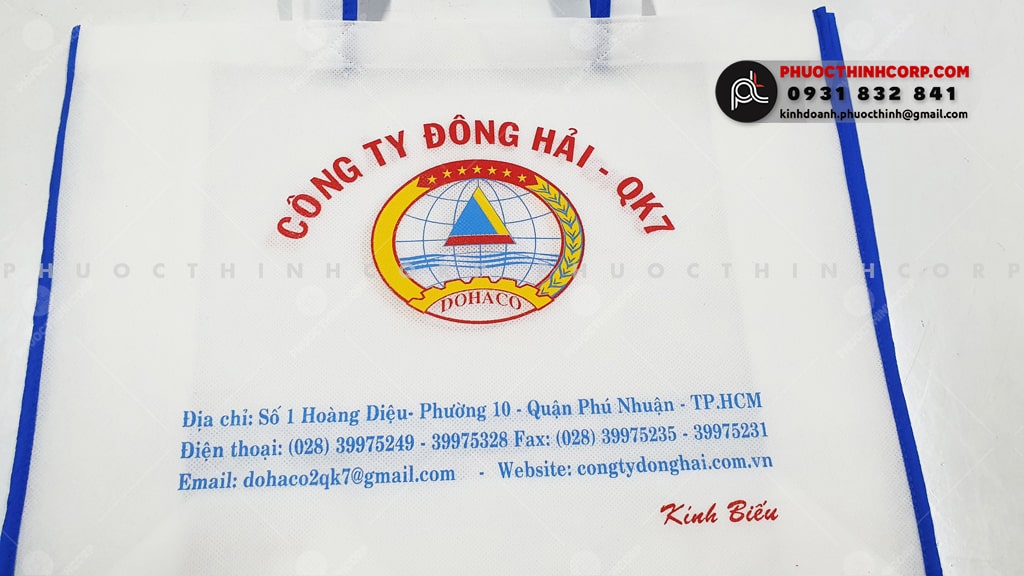 PHUOCTHINHCORP.COM
0931 832 841
kinhdoanh.phuocthinh@gmail.com
CÔNG TY ĐÔNG HẢI - QK7
DOHACO
PHUOCTHINHCORP
PHUOCTHINHCORP
Địa chỉ: Số 1 Hoàng Diệu- Phường 10 - Quận Phú Nhuận - TP.HCM
Điện thoại: (028) 39975249 - 39975328 Fax: (028) 39975235 - 39975231
Email: dohaco2qk7@gmail.com - Website: congtydonghai.com.vn
Kính Biếu